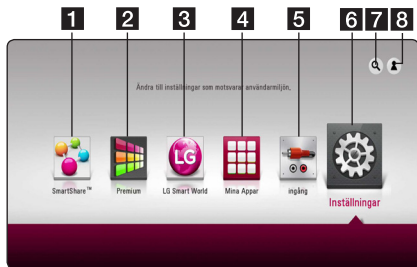 1 2 3 4 5 6 7 8
Ändra till inställningar som motsvarar användarmiljön.
LG
SmartShare™ Premium LG Smart World Mina Appar ingång
Inställningar